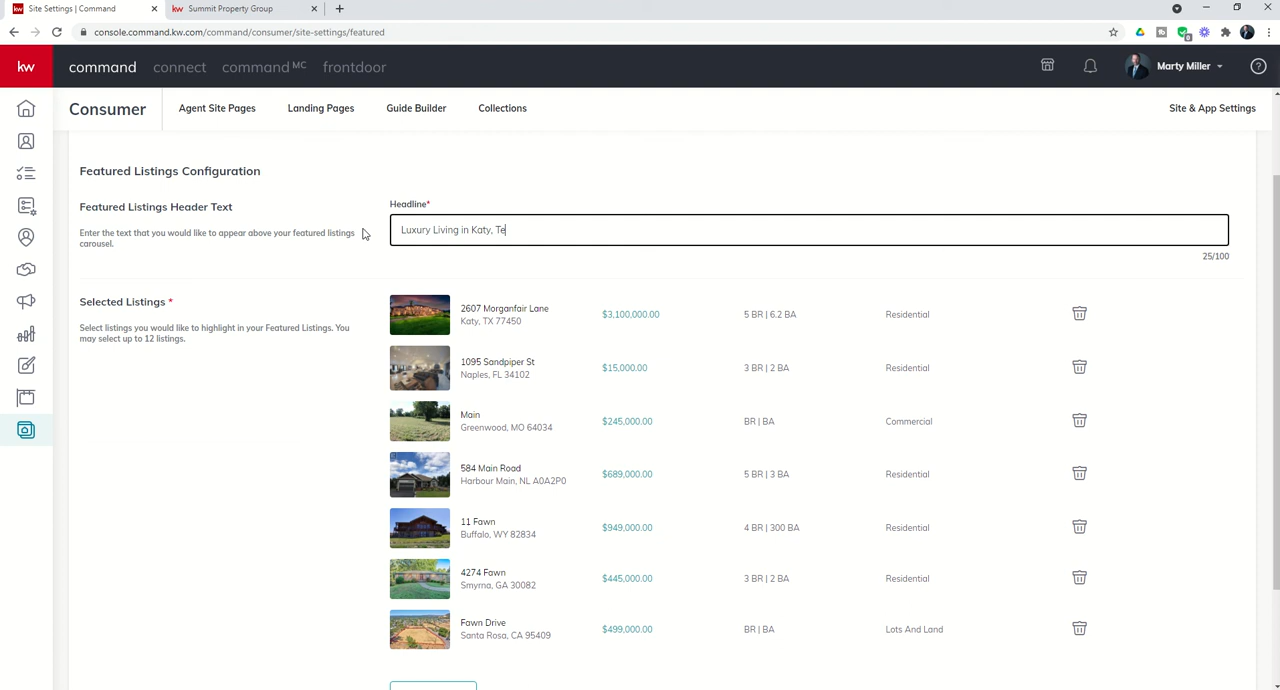 Site Settings | Command
Summit Property Group
console.command.kw.com/command/consumer/site-settings/featured
kw
command
connect
command MC
frontdoor
Marty Miller
Consumer
Agent Site Pages
Landing Pages
Guide Builder
Collections
Site & App Settings
Featured Listings Configuration
Featured Listings Header Text
Enter the text that you would like to appear above your featured listings
carousel.
Headline*
Luxury Living in Katy, Te
25/100
Selected Listings *
Select listings you would like to highlight in your Featured Listings. You
may select up to 12 listings.
2607 Morganfair Lane
Katy, TX 77450
$3,100,000.00
5 BR | 6.2 BA
Residential
1095 Sandpiper St
Naples, FL 34102
$15,000.00
3 BR | 2 BA
Residential
Main
Greenwood, MO 64034
$245,000.00
BR | BA
Commercial
584 Main Road
Harbour Main, NL A0A2P0
$689,000.00
5 BR | 3 BA
Residential
11 Fawn
Buffalo, WY 82834
$949,000.00
4 BR | 300 BA
Residential
4274 Fawn
Smyrna, GA 30082
$445,000.00
3 BR | 2 BA
Residential
Fawn Drive
Santa Rosa, CA 95409
$499,000.00
BR | BA
Lots And Land